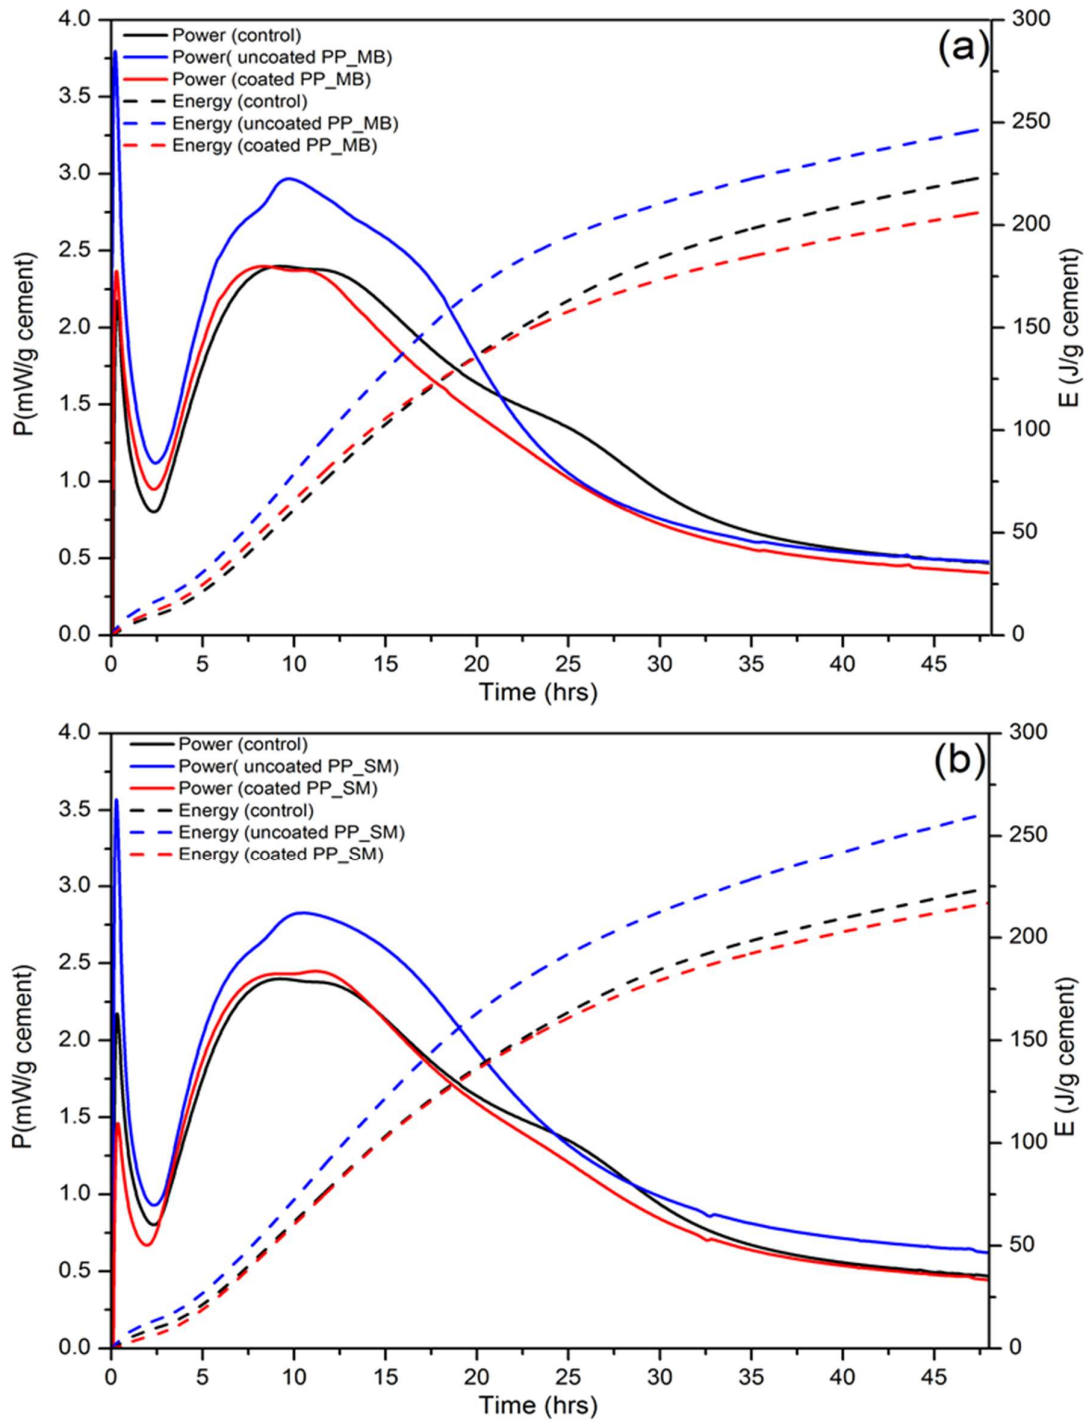 (a)
Power (control)
Power( uncoated PP_MB)
Power (coated PP_MB)
Energy (control)
Energy (uncoated PP_MB)
Energy (coated PP_MB)
4.0
3.5
3.0
2.5
2.0
1.5
1.0
0.5
0.0
P(mW/g cement)
300
250
200
150
100
50
0
E (J/g cement)
0 5 10 15 20 25 30 35 40 45
Time (hrs)
(b)
Power (control)
Power( uncoated PP_SM)
Power (coated PP_SM)
Energy (control)
Energy (uncoated PP_SM)
Energy (coated PP_SM)
4.0
3.5
3.0
2.5
2.0
1.5
1.0
0.5
0.0
P(mW/g cement)
300
250
200
150
100
50
0
E (J/g cement)
0 5 10 15 20 25 30 35 40 45
Time (hrs)